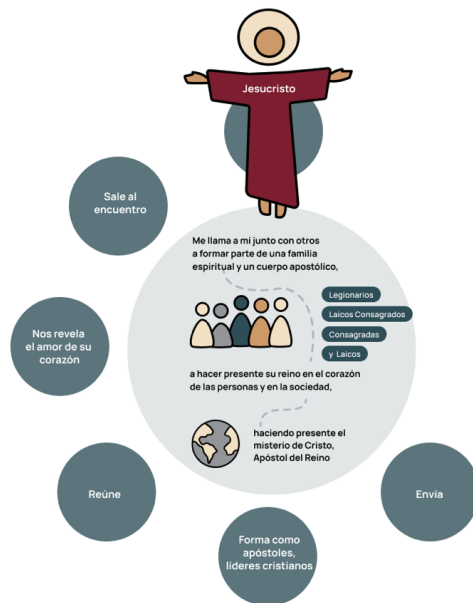 Jesucristo
Sale al
encuentro
Me llama a mí junto con otros
a formar parte de una familia
espiritual y un cuerpo apostólico,
Legionarios
Laicos Consagrados
Consagradas
y Laicos
Nos revela
el amor de su
corazón
a hacer presente su reino en el corazón
de las personas y en la sociedad,
haciendo presente el
misterio de Cristo,
Apóstol del Reino
Reúne
Forma como
apóstoles,
líderes cristianos
Envía